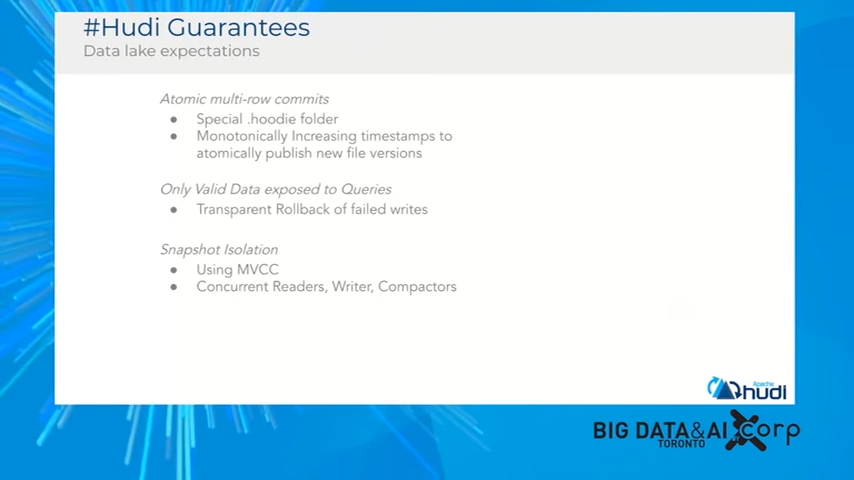 #Hudi Guarantees
Data lake expectations
Atomic multi-row commits
● Special .hoodie folder
● Monotonically Increasing timestamps to
atomically publish new file versions
Only Valid Data exposed to Queries
● Transparent Rollback of failed writes
Snapshot Isolation
● Using MVCC
● Concurrent Readers, Writer, Compactors
Apache
hudi
BIG DATA&AI
TORONTO
corp